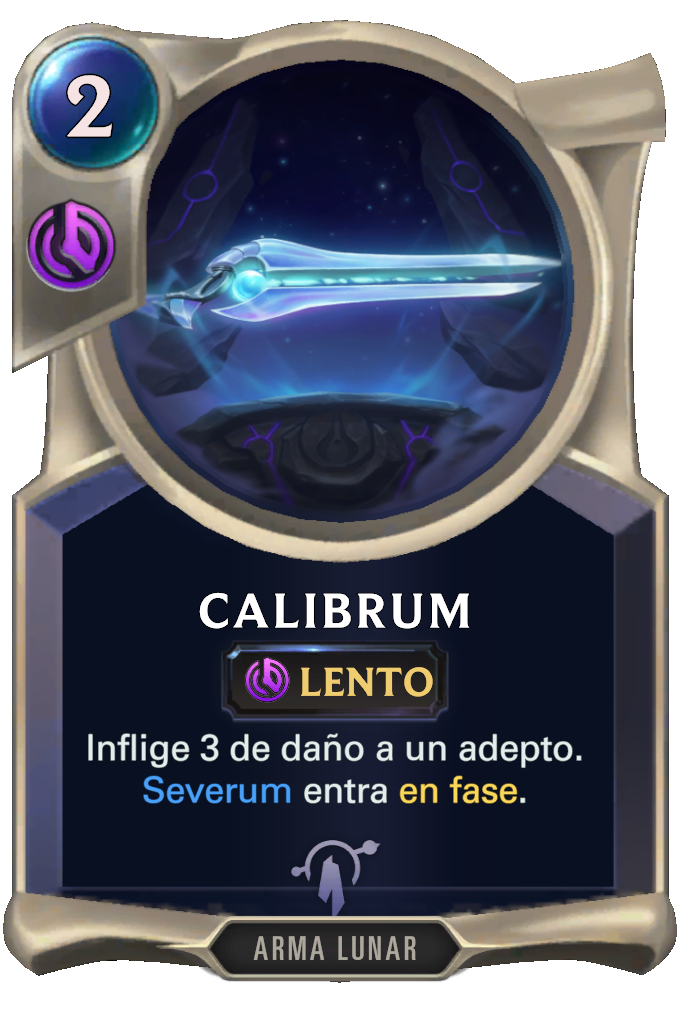 2
CALIBRUM
LENTO
Inflige 3 de daño a un adepto.
Severum entra en fase.
ARMA LUNAR